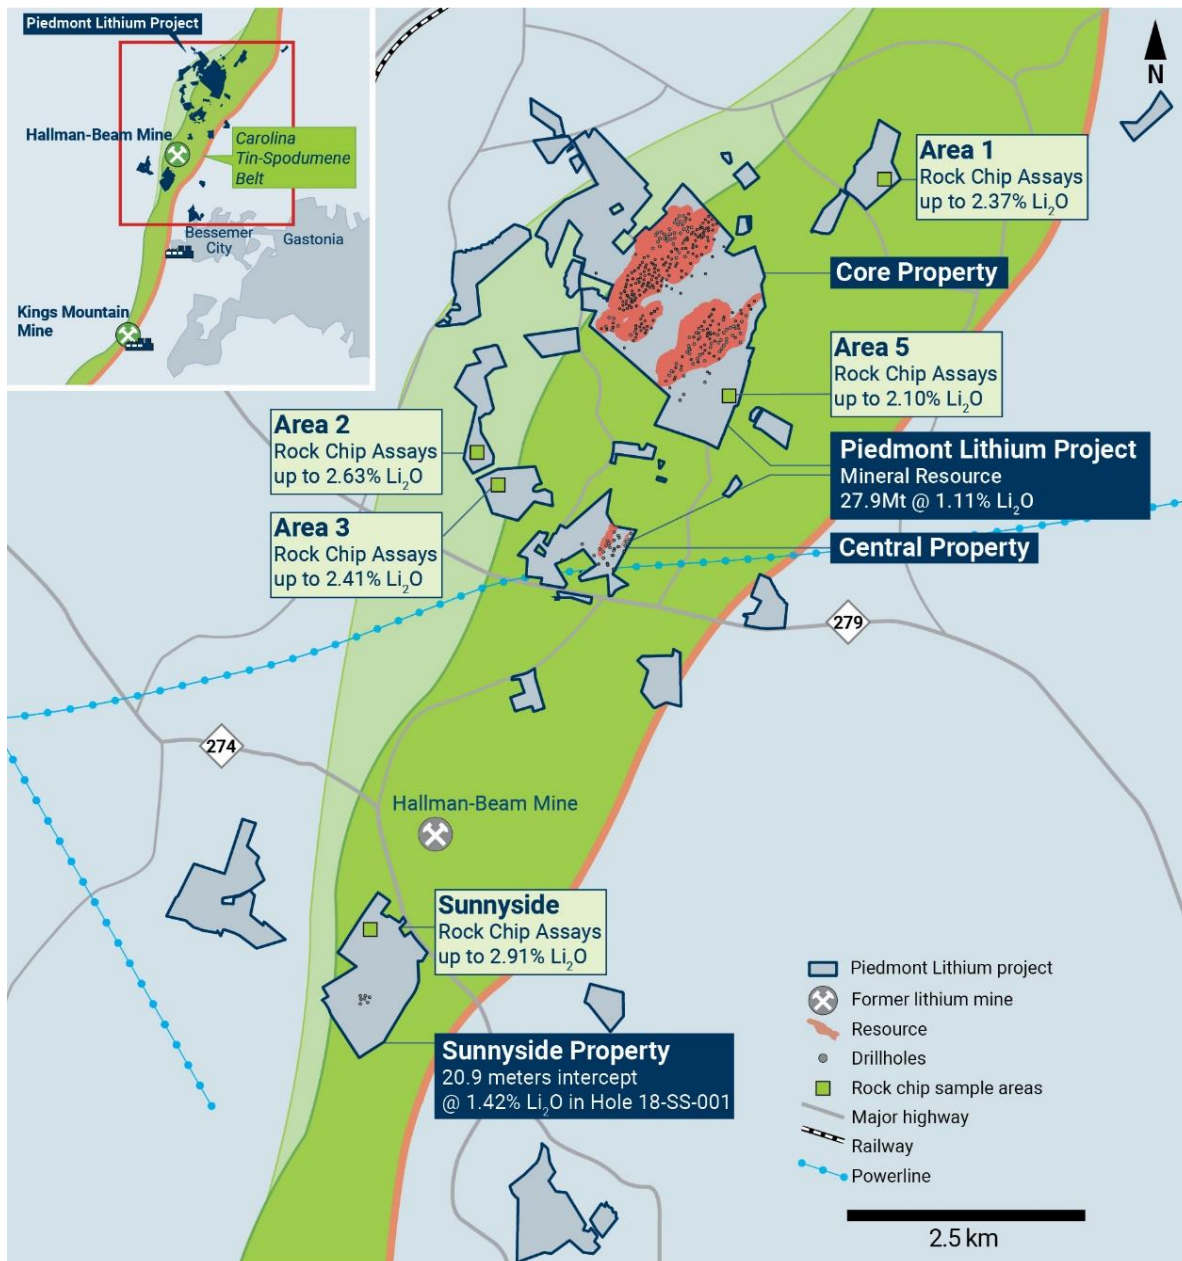 Piedmont Lithium Project
Hallman-Beam Mine
Carolina
Tin-Spodumene
Belt
Bessemer
City
Gastonia
Kings Mountain
Mine
N
Area 1
Rock Chip Assays
up to 2.37% Li₂O
Core Property
Area 5
Rock Chip Assays
up to 2.10% Li₂O
Area 2
Rock Chip Assays
up to 2.63% Li₂O
Piedmont Lithium Project
Mineral Resource
27.9Mt @ 1.11% Li₂O
Area 3
Rock Chip Assays
up to 2.41% Li₂O
Central Property
279
274
Hallman-Beam Mine
Sunnyside
Rock Chip Assays
up to 2.91% Li₂O
Sunnyside Property
20.9 meters intercept
@ 1.42% Li₂O in Hole 18-SS-001
Piedmont Lithium project
Former lithium mine
Resource
Drillholes
Rock chip sample areas
Major highway
Railway
Powerline
2.5 km